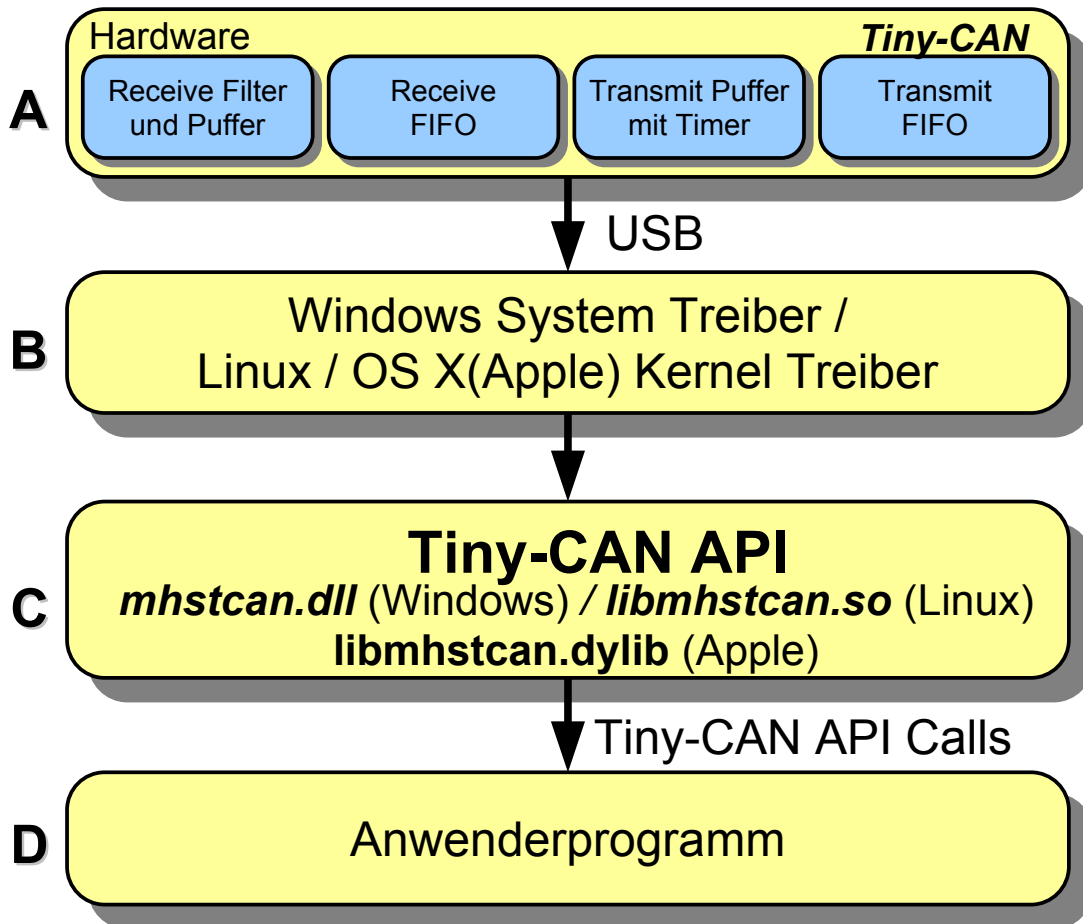 Hardware
Tiny-CAN
A
Receive Filter
und Puffer
Receive
FIFO
Transmit Puffer
mit Timer
Transmit
FIFO
USB
B
Windows System Treiber /
Linux / OS X(Apple) Kernel Treiber
C
Tiny-CAN API
mhstcan.dll (Windows) / libmhstcan.so (Linux)
libmhstcan.dylib (Apple)
Tiny-CAN API Calls
D
Anwenderprogramm